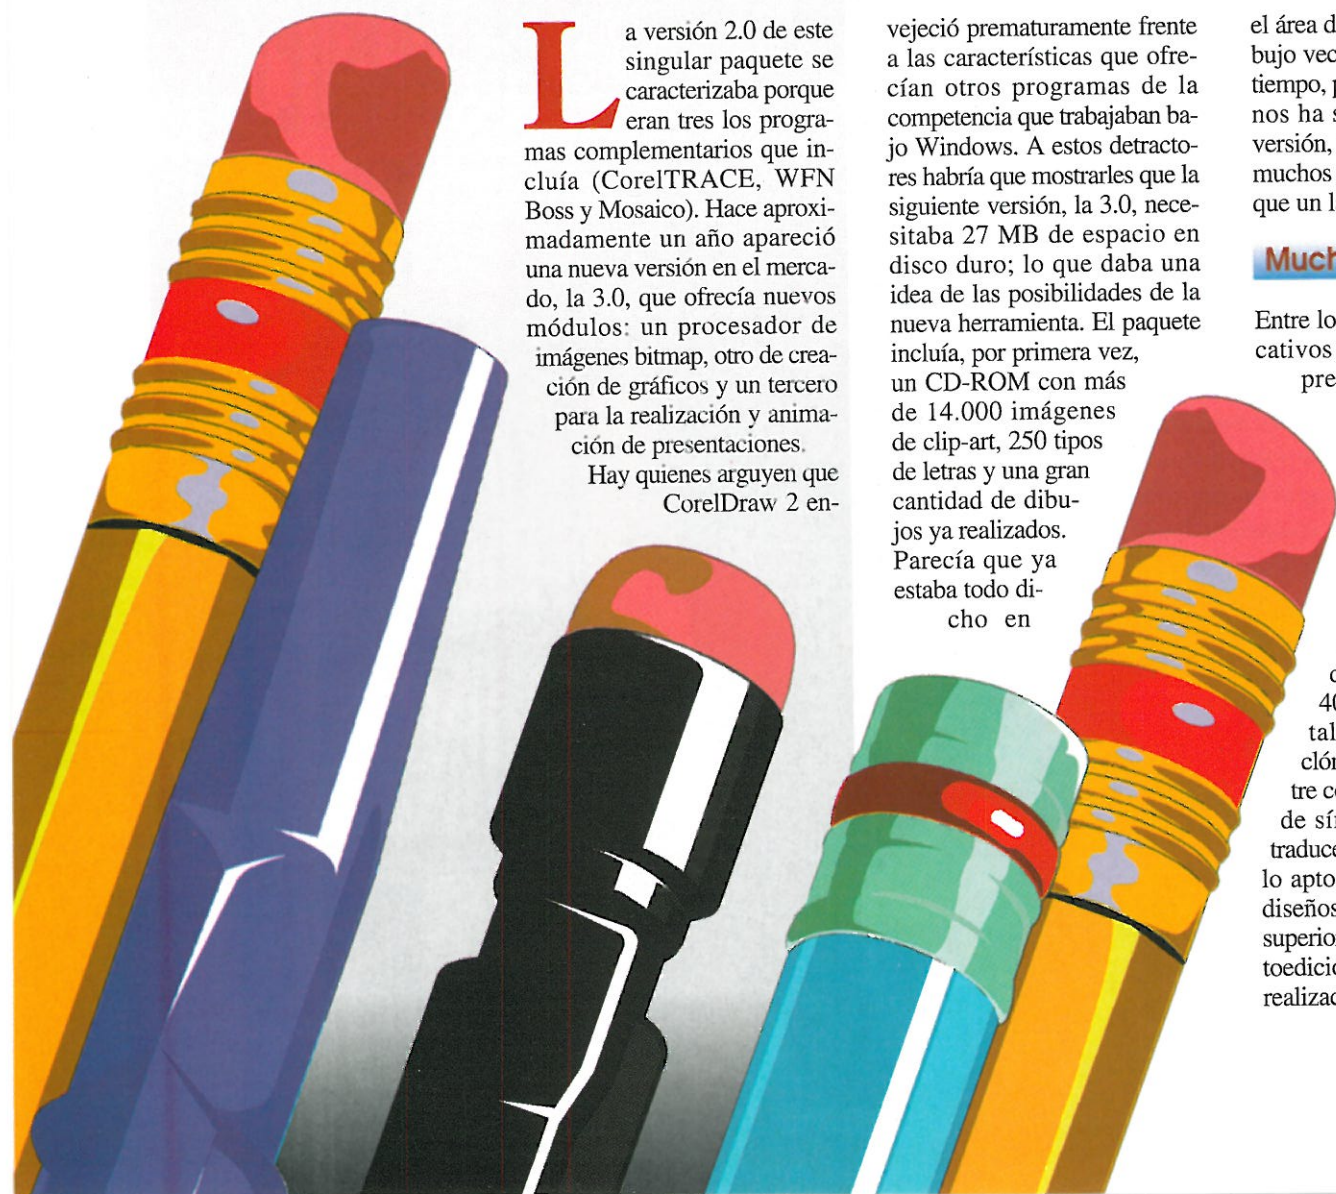 La versión 2.0 de este
singular paquete se
caracterizaba porque
eran tres los progra-
mas complementarios que in-
cluía (CorelTRACE, WFN
Boss y Mosaico). Hace aproxi-
madamente un año apareció
una nueva versión en el merca-
do, la 3.0, que ofrecía nuevos
módulos: un procesador de
imágenes bitmap, otro de crea-
ción de gráficos y un tercero
para la realización y anima-
ción de presentaciones.
Hay quienes arguyen que
CorelDraw 2 en-
vejeció prematuramente frente
a las características que ofre-
cían otros programas de la
competencia que trabajaban ba-
jo Windows. A estos detracto-
res habría que mostrarles que la
siguiente versión, la 3.0, nece-
sitaba 27 MB de espacio en
disco duro; lo que daba una
idea de las posibilidades de la
nueva herramienta. El paquete
incluía, por primera vez,
un CD-ROM con más
de 14.000 imágenes
de clip-art, 250 tipos
de letras y una gran
cantidad de dibu-
jos ya realizados.
Parecía que ya
estaba todo di-
cho en
el área d
bujo vec
tiempo, p
nos ha s
versión,
muchos
que un l
Much
Entre lo
cativos
pre
40
tal
clón
tre c
de sí
traduce
lo apto
diseños
superio
toedició
realizac